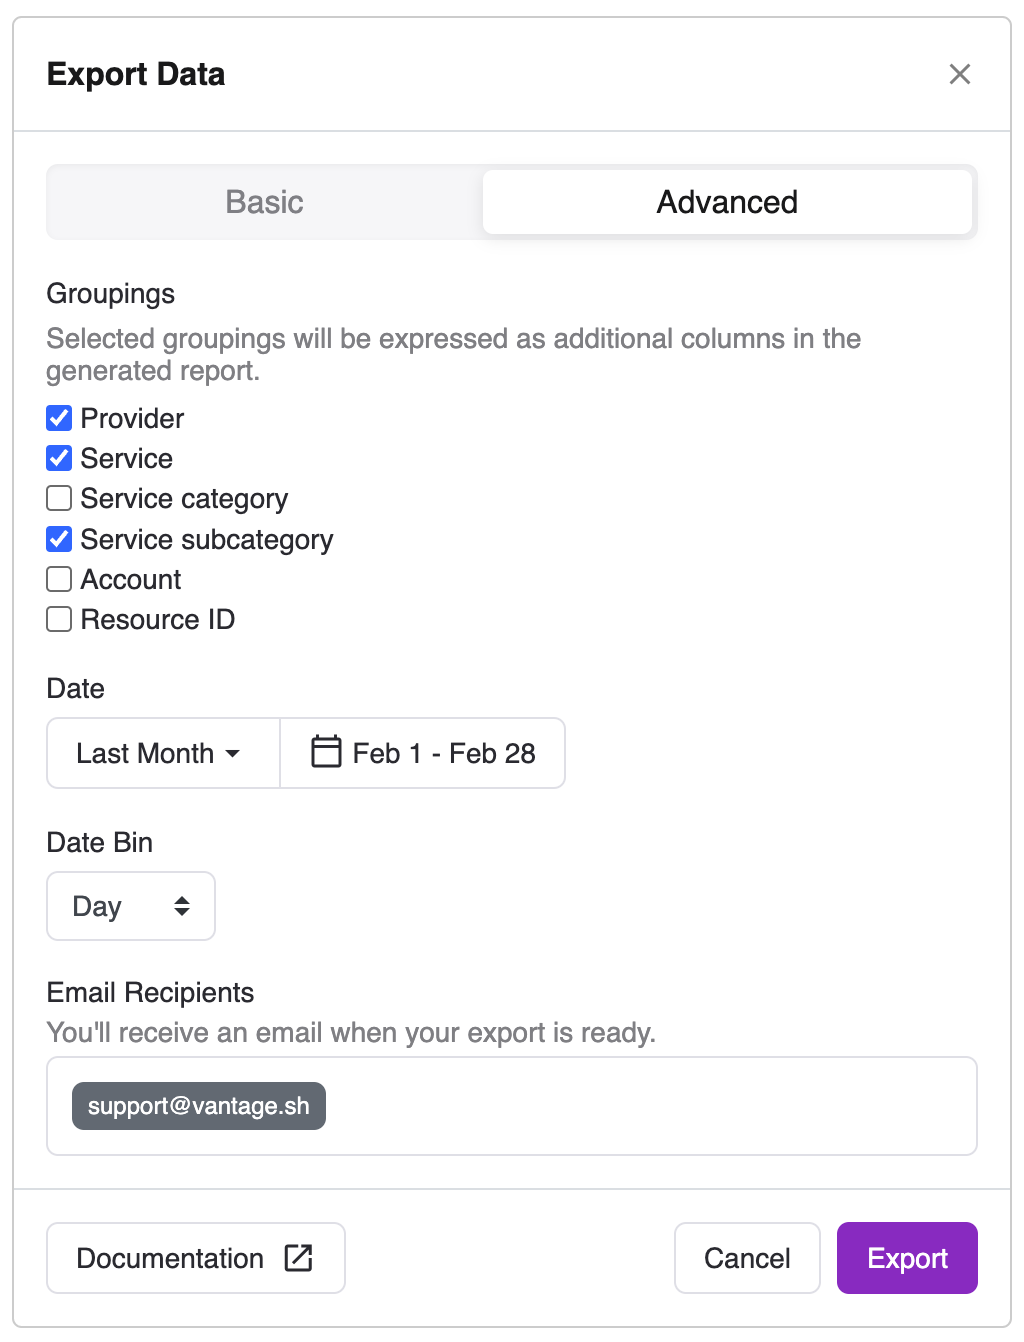 Export Data
Basic
Advanced
Groupings
Selected groupings will be expressed as additional columns in the
generated report.
Provider
Service
Service category
Service subcategory
Account
Resource ID
Date
Last Month
Feb 1 - Feb 28
Date Bin
Day
Email Recipients
You'll receive an email when your export is ready.
support@vantage.sh
Documentation
Cancel
Export